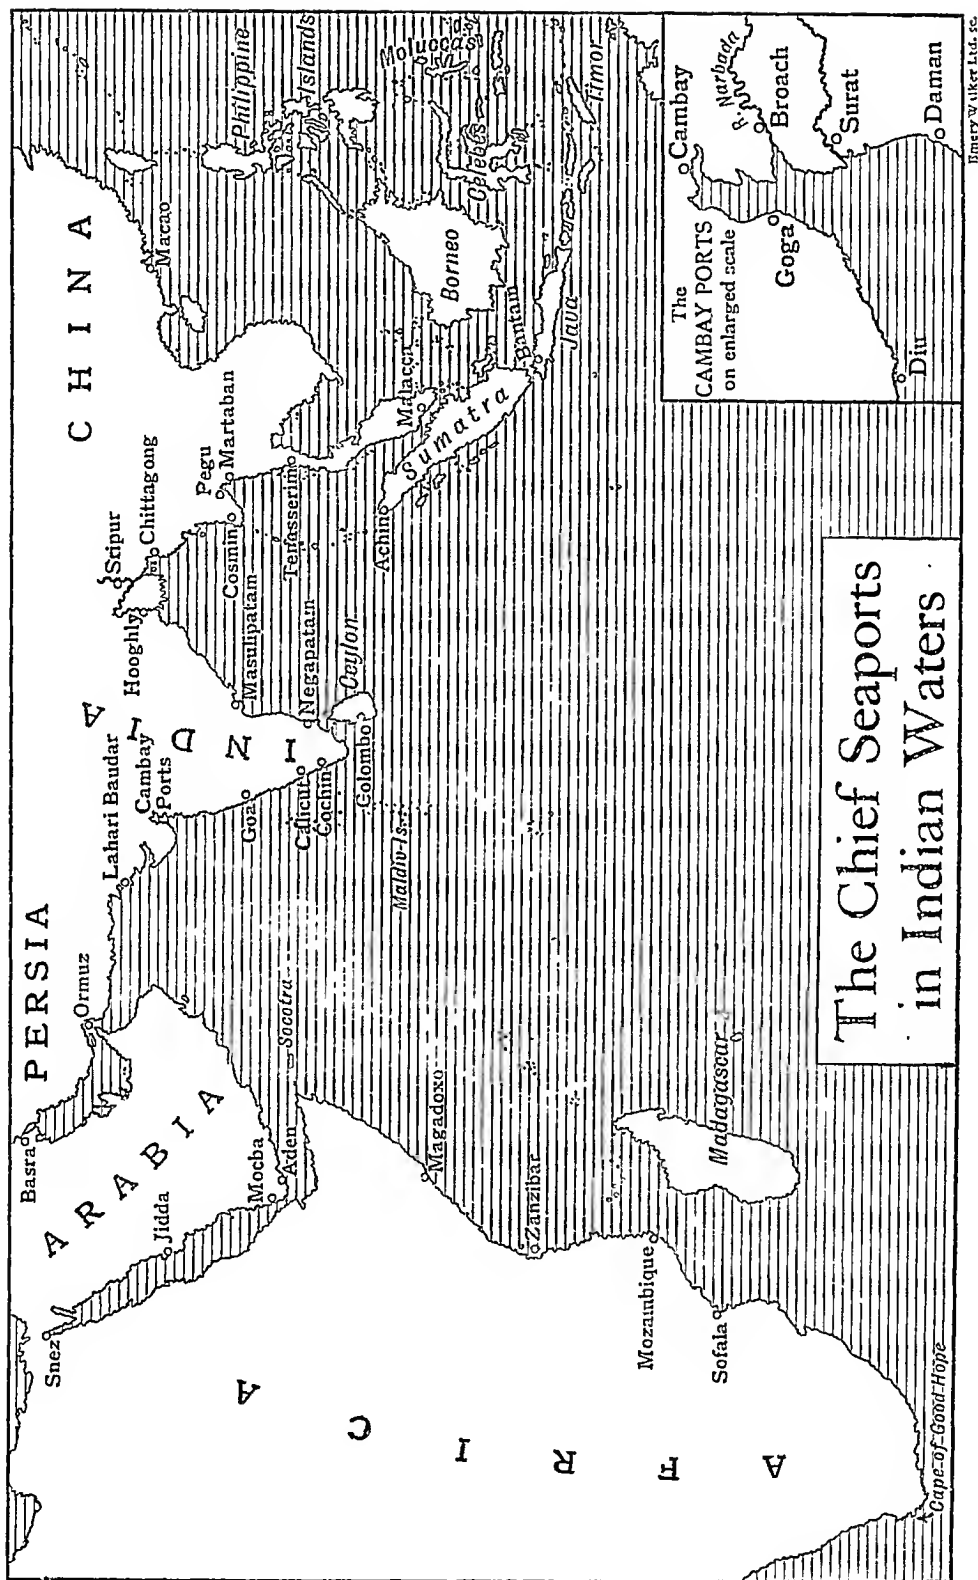 The Chief Seaports
in Indian Waters
AFRICA
ARABIA
PERSIA
INDIA
CHINA
Snez
Jidda
Mocba
Aden
Basra
Ormuz
Socotra
Magadoxo
Zanzibar
Mozambique
Sofala
Madagascar
Cape of Good Hope
Lahari Baudar
Cambay
Ports
Goa
Calicut
Cochin
Colombo
Maldiv Is.
Ceylon
Negapatam
Masulipatam
Hooghly
Sripur
Chittagong
Cosmin
Pegu
Martaban
Tenasserim
Achin
Sumatra
Malacca
Bantam
Java
Borneo
Macao
Philippine
Islands
Celebes
Moluccas
Timor
The
CAMBAY PORTS
on enlarged scale
Cambay
R. Narbada
Broach
Surat
Daman
Goga
Diu
Emery Walker Ltd. sc.